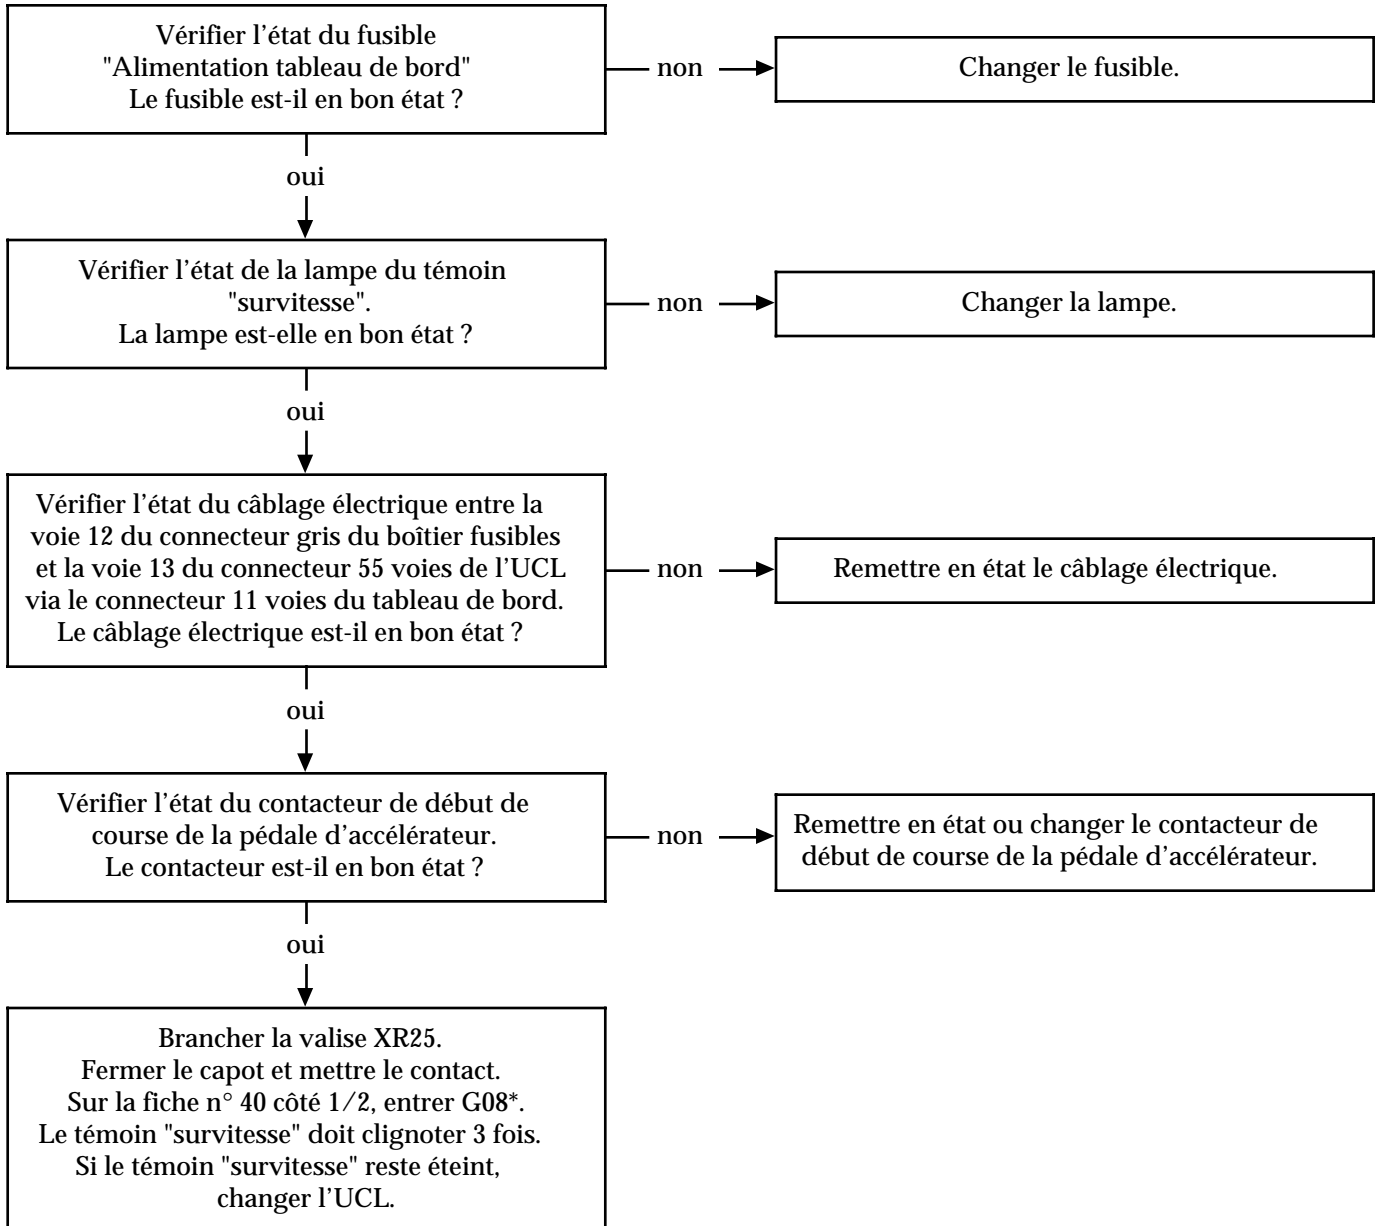 Vérifier l'état du fusible
"Alimentation tableau de bord"
Le fusible est-il en bon état ?
non
Changer le fusible.
oui
Vérifier l'état de la lampe du témoin
"survitesse".
La lampe est-elle en bon état ?
non
Changer la lampe.
oui
Vérifier l'état du câblage électrique entre la
voie 12 du connecteur gris du boîtier fusibles
et la voie 13 du connecteur 55 voies de l'UCL
via le connecteur 11 voies du tableau de bord.
Le câblage électrique est-il en bon état ?
non
Remettre en état le câblage électrique.
oui
Vérifier l'état du contacteur de début de
course de la pédale d'accélérateur.
Le contacteur est-il en bon état ?
non
Remettre en état ou changer le contacteur de
début de course de la pédale d'accélérateur.
oui
Brancher la valise XR25.
Fermer le capot et mettre le contact.
Sur la fiche n° 40 côté 1/2, entrer G08*.
Le témoin "survitesse" doit clignoter 3 fois.
Si le témoin "survitesse" reste éteint,
changer l'UCL.